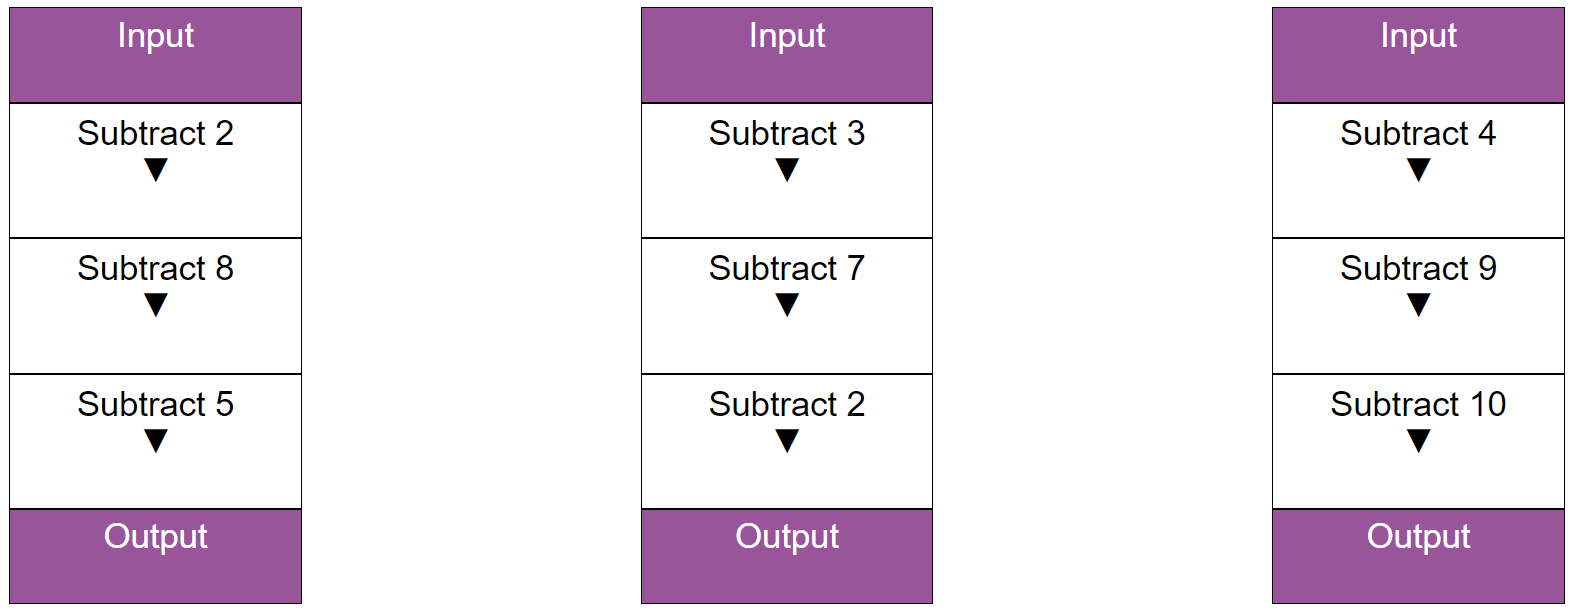 Input
Subtract 2
▼
Subtract 8
▼
Subtract 5
▼
Output
Input
Subtract 3
▼
Subtract 7
▼
Subtract 2
▼
Output
Input
Subtract 4
▼
Subtract 9
▼
Subtract 10
▼
Output